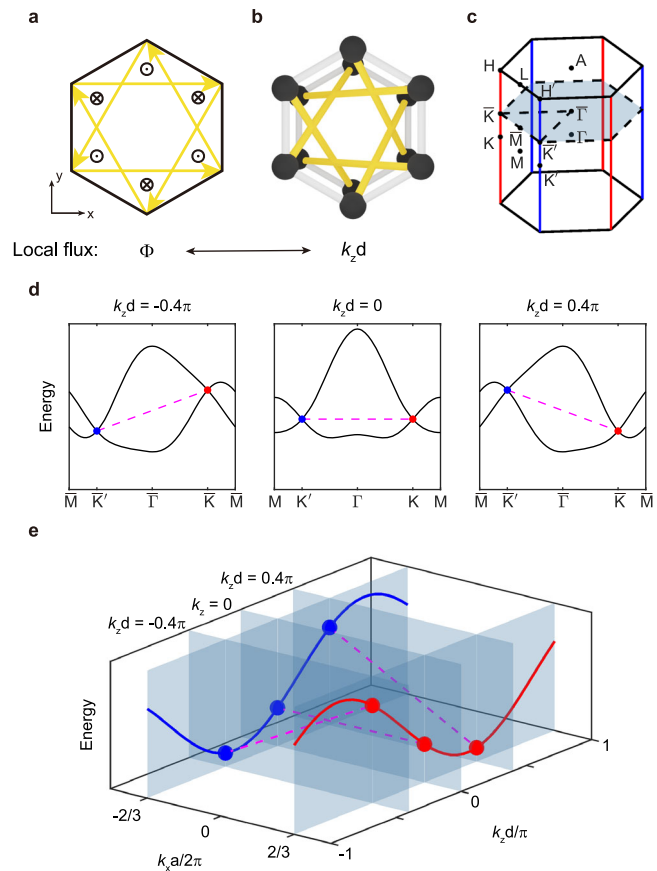 a
b
c
y
x
H
A
L
H′
K̅
Γ̅
K
M̅
Γ
K̅′
M
K′
Local flux: Φ k_z d
d
k_z d = -0.4π
k_z d = 0
k_z d = 0.4π
Energy
M̅ K̅′ Γ̅ K̅ M̅
M K′ Γ K M
M̅ K̅′ Γ̅ K̅ M̅
e
k_z d = 0.4π
k_z = 0
k_z d = -0.4π
Energy
-2/3
0
2/3
k_x a/2π
-1
0
1
k_z d/π